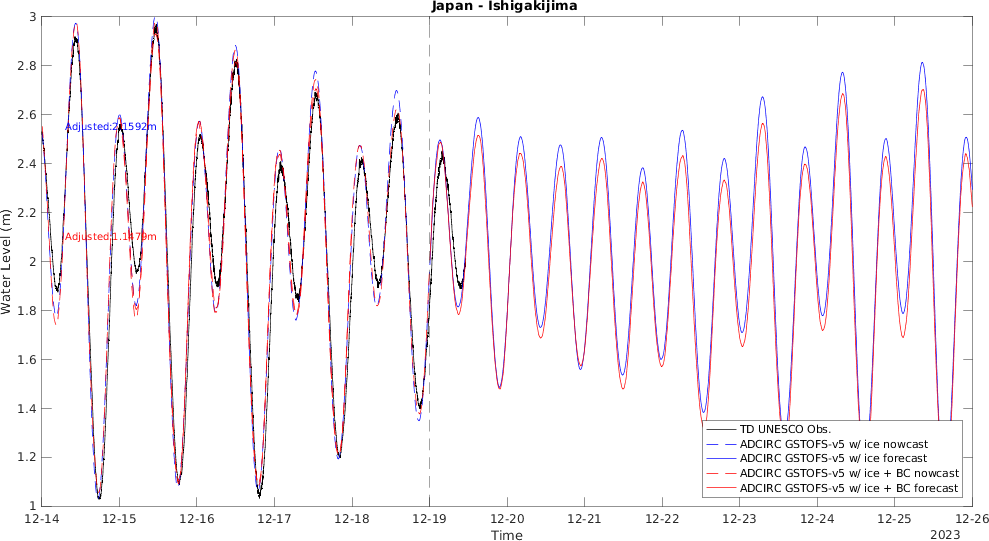 Japan - Ishigakijima
Water Level (m)
3
2.8
2.6
2.4
2.2
2
1.8
1.6
1.4
1.2
1
Adjusted:2.1592m
Adjusted:1.1479m
TD UNESCO Obs.
ADCIRC GSTOFS-v5 w/ ice nowcast
ADCIRC GSTOFS-v5 w/ ice forecast
ADCIRC GSTOFS-v5 w/ ice + BC nowcast
ADCIRC GSTOFS-v5 w/ ice + BC forecast
12-14 12-15 12-16 12-17 12-18 12-19 12-20 12-21 12-22 12-23 12-24 12-25 12-26
Time
2023